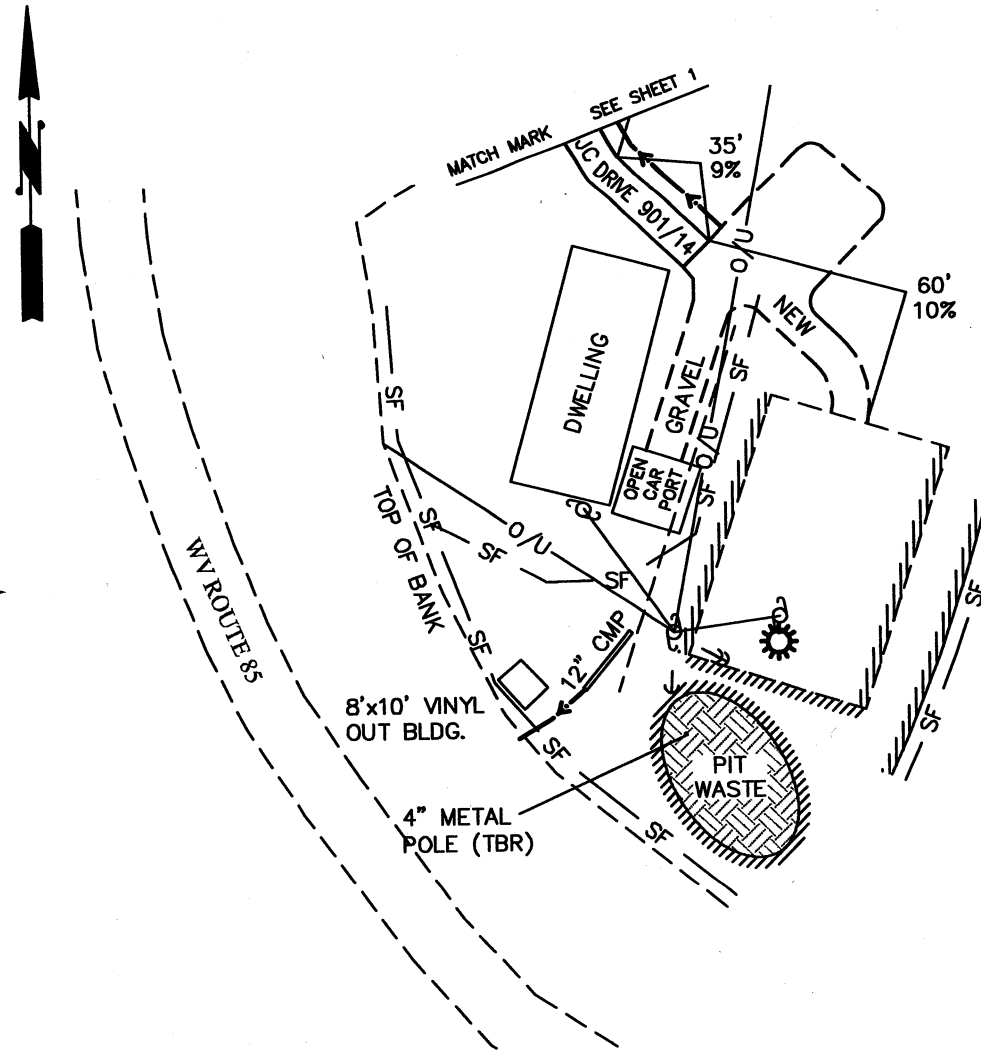 N
SEE SHEET 1
MATCH MARK
35'
9%
JC DRIVE 901/14
O/U
60'
10%
NEW
SF
DWELLING
GRAVEL
SF
O/U
OPEN
CAR
PORT
SF
TOP OF BANK
SF
O/U
SF
SF
WV ROUTE 85
SF
12" CMP
SF
8'x10' VINYL
OUT BLDG.
SF
SF
PIT
WASTE
4" METAL
POLE (TBR)
SF